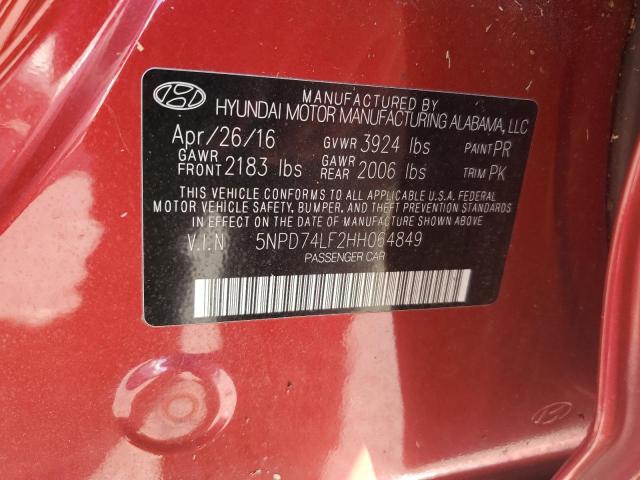 MANUFACTURED BY
HYUNDAI MOTOR MANUFACTURING ALABAMA, LLC
Apr/26/16 GVWR 3924 lbs PAINT PR
GAWR FRONT 2183 lbs GAWR REAR 2006 lbs TRIM PK
THIS VEHICLE CONFORMS TO ALL APPLICABLE U.S.A. FEDERAL
MOTOR VEHICLE SAFETY, BUMPER, AND THEFT PREVENTION STANDARDS
IN EFFECT ON THE DATE OF MANUFACTURE SHOWN ABOVE.
V.I.N 5NPD74LF2HH064849
PASSENGER CAR